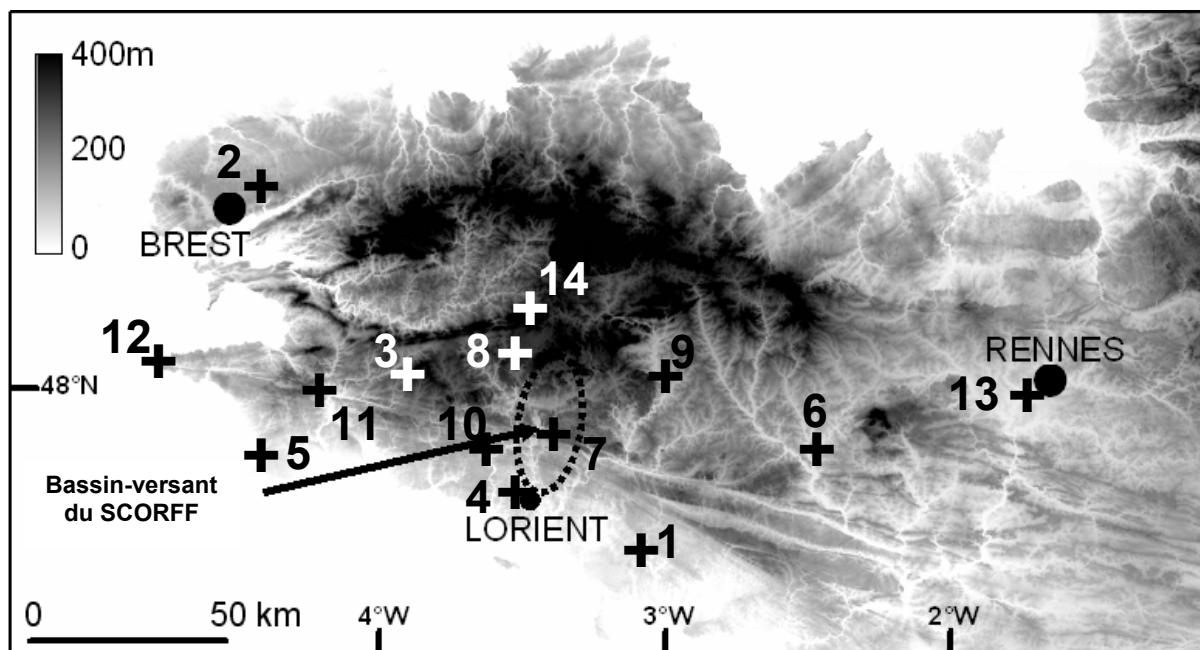 400m
200
0
2
BREST
14
12
3
8
9
RENNES
48°N
13
11
10
6
5
7
Bassin-versant
du SCORFF
4
LORIENT
1
0 50 km
4°W
3°W
2°W